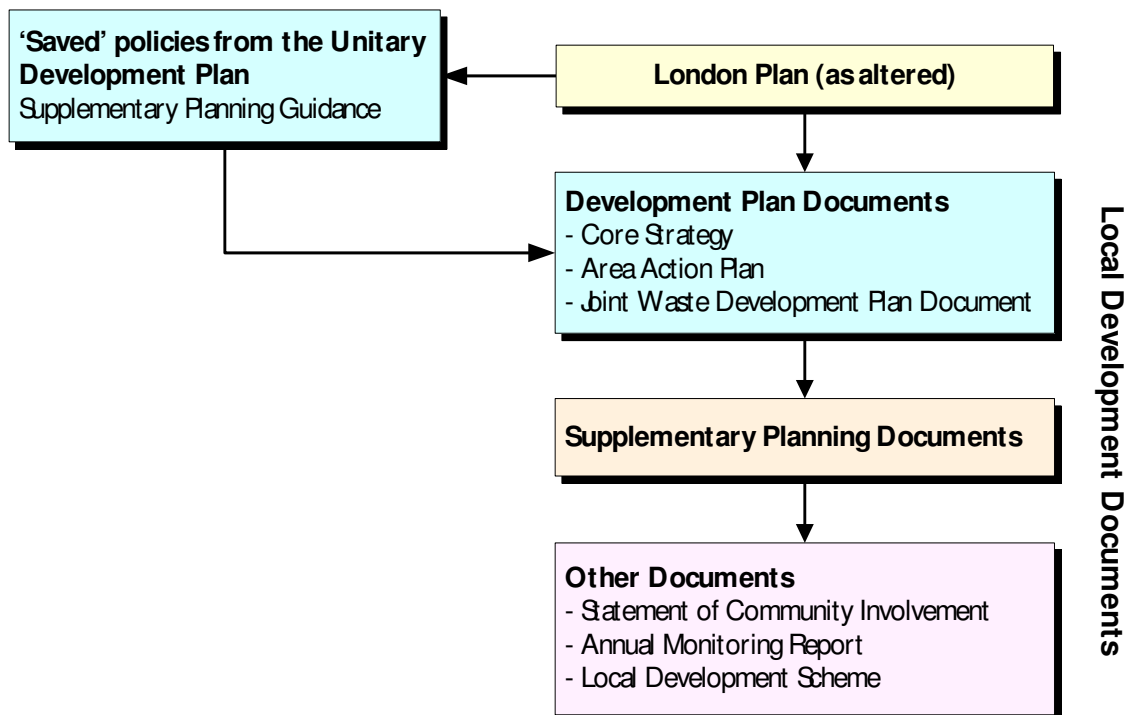 ‘Saved’ policies from the Unitary
Development Plan
Supplementary Planning Guidance
London Plan (as altered)
Development Plan Documents
- Core Strategy
- Area Action Plan
- Joint Waste Development Plan Document
Supplementary Planning Documents
Other Documents
- Statement of Community Involvement
- Annual Monitoring Report
- Local Development Scheme
Local Development Documents